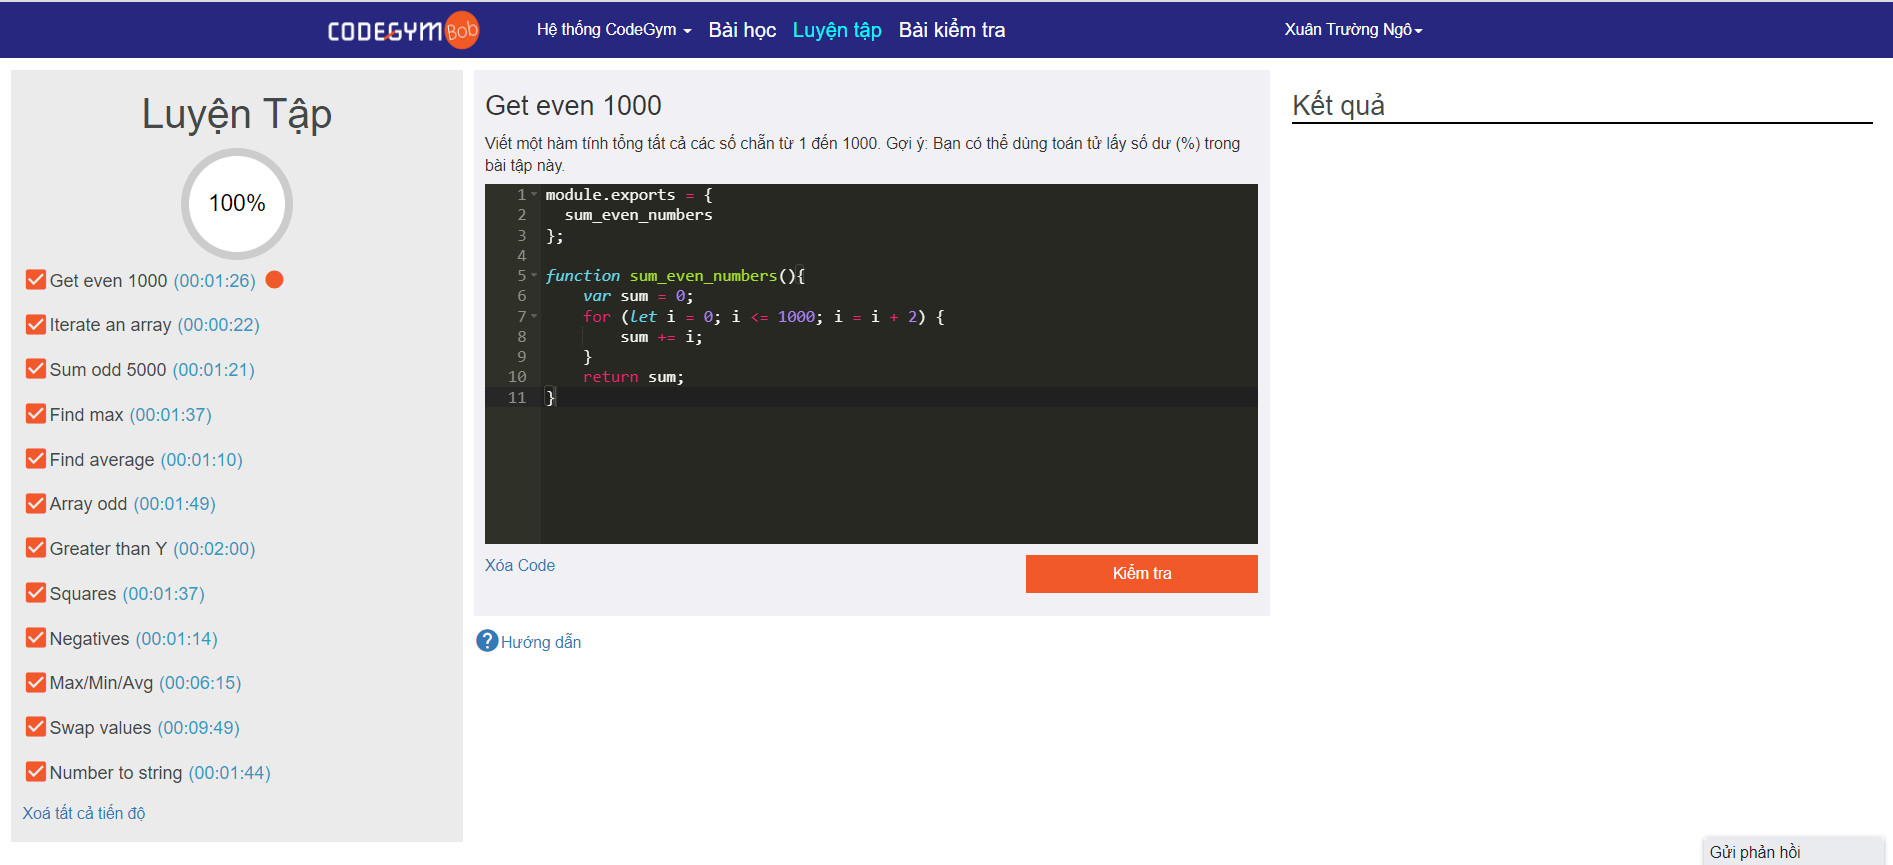 CODEGYM Bob
Hệ thống CodeGym Bài học Luyện tập Bài kiểm tra
Xuân Trường Ngô
Luyện Tập
100%
Get even 1000 (00:01:26)
Iterate an array (00:00:22)
Sum odd 5000 (00:01:21)
Find max (00:01:37)
Find average (00:01:10)
Array odd (00:01:49)
Greater than Y (00:02:00)
Squares (00:01:37)
Negatives (00:01:14)
Max/Min/Avg (00:06:15)
Swap values (00:09:49)
Number to string (00:01:44)
Xoá tất cả tiến độ
Get even 1000
Viết một hàm tính tổng tất cả các số chẵn từ 1 đến 1000. Gợi ý: Bạn có thể dùng toán tử lấy số dư (%) trong
bài tập này.
1 module.exports = {
2 sum_even_numbers
3 };
4
5 function sum_even_numbers(){
6 var sum = 0;
7 for (let i = 0; i <= 1000; i = i + 2) {
8 sum += i;
9 }
10 return sum;
11 }
Xóa Code
Kiểm tra
Hướng dẫn
Kết quả
Gửi phản hồi